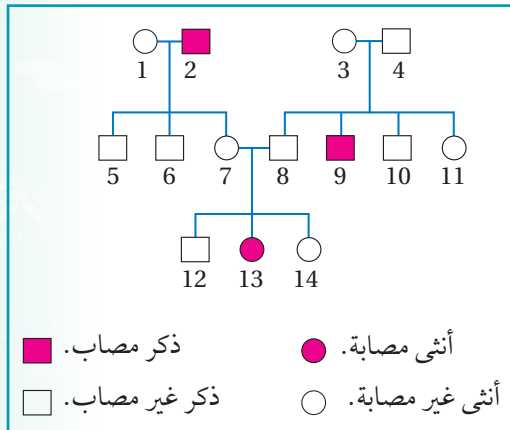 1 2 3 4
5 6 7 8 9 10 11
12 13 14
أنثى مصابة. ذكر مصاب.
أنثى غير مصابة. ذكر غير مصاب.